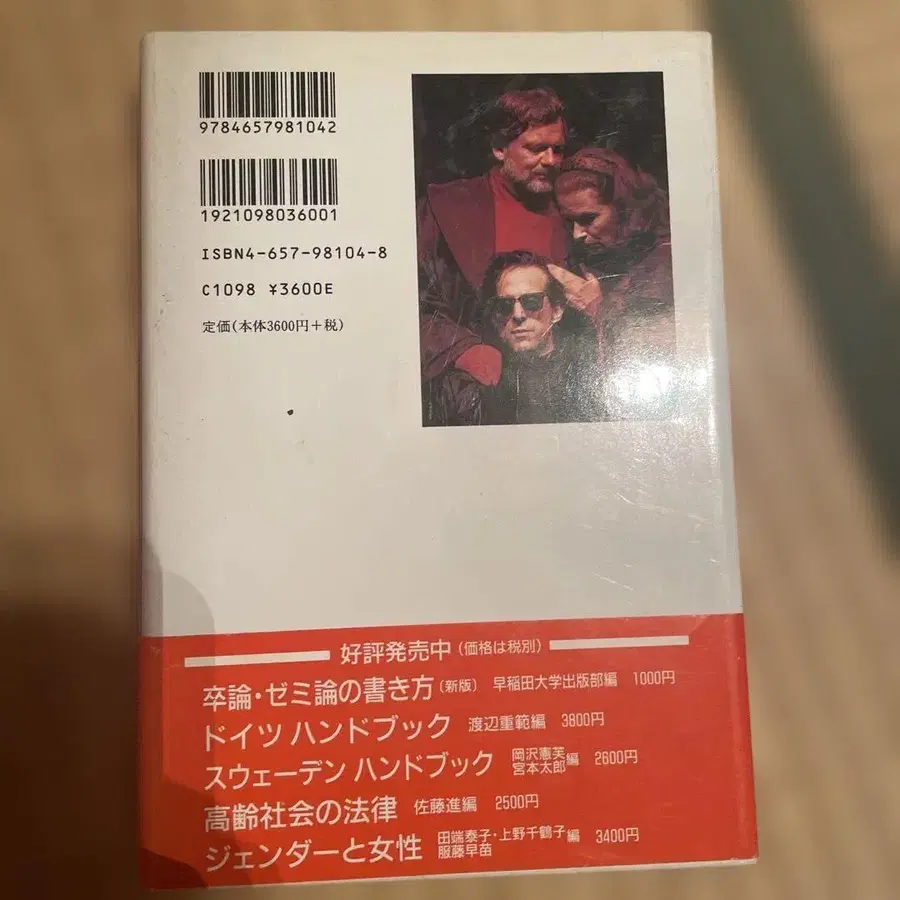 9784657981042
1921098036001
ISBN4-657-98104-8
C1098 ¥3600E
定価(本体3600円+税)
好評発売中(価格は税別)
卒論・ゼミ論の書き方(新版) 早稲田大学出版部編 1000円
ドイツ ハンドブック 渡辺重範編 3800円
スウェーデン ハンドブック 岡沢憲芙 宮本太郎 編 2600円
高齢社会の法律 佐藤進編 2500円
ジェンダーと女性 田端泰子・上野千鶴子 服藤早苗 編 3400円